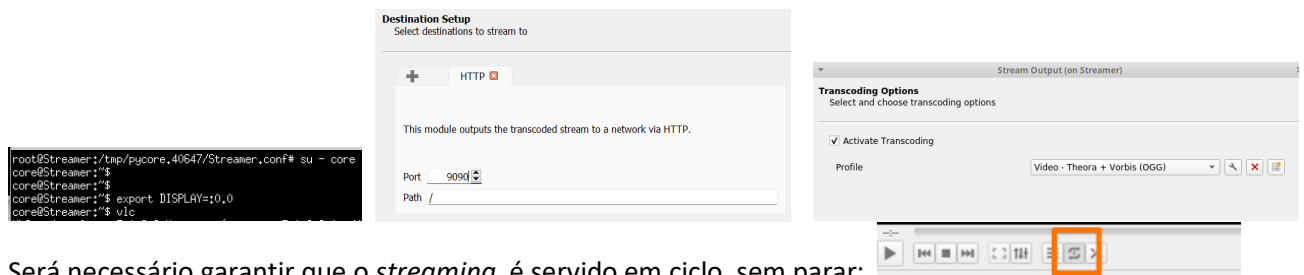 Destination Setup
Select destinations to stream to
HTTP
This module outputs the transcoded stream to a network via HTTP.
Port 9090
Path /
Stream Output (on Streamer)
Transcoding Options
Select and choose transcoding options
Activate Transcoding
Profile Video - Theora + Vorbis (OGG)
root@Streamer:/tmp/pycore.40647/Streamer.conf# su - core
core@Streamer:~$
core@Streamer:~$
core@Streamer:~$ export DISPLAY=:0.0
core@Streamer:~$ vlc
--:--
Será necessário garantir que o streaming é servido em ciclo, sem parar: